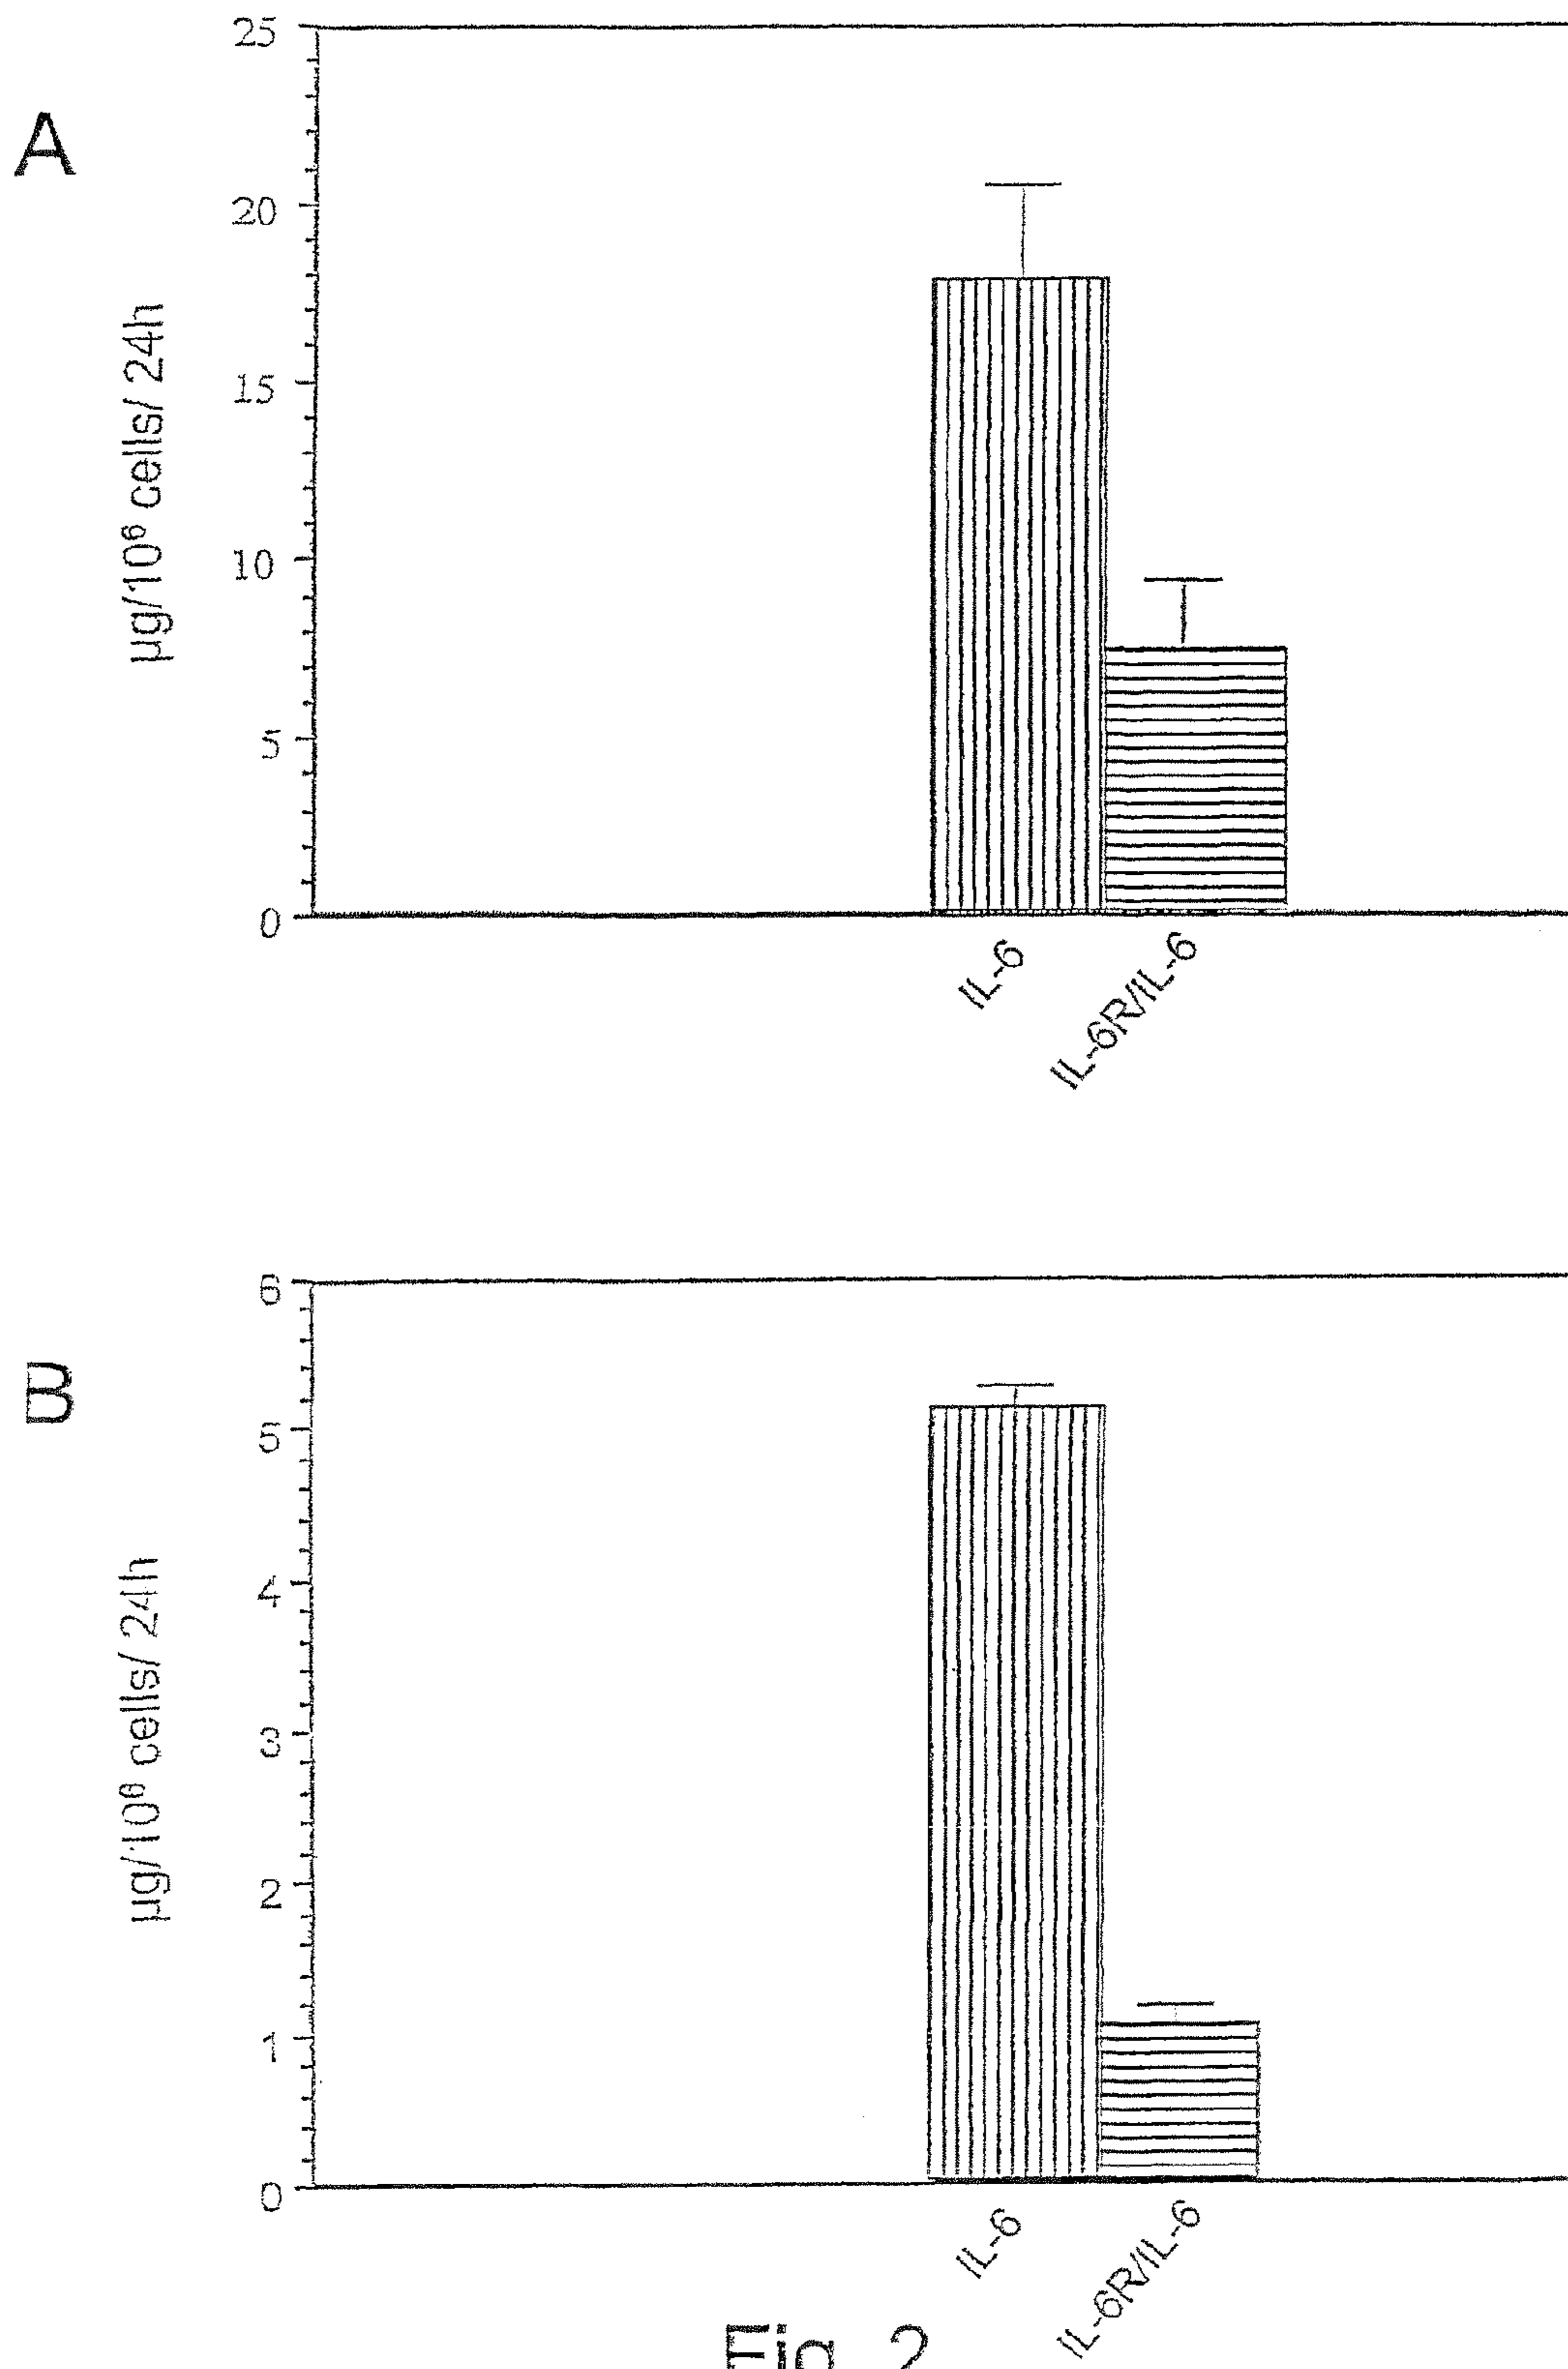 A
µg/10⁶ cells/ 24h
25
20
15
10
5
0
IL-6
IL-6R/IL-6
B
µg/10⁶ cells/ 24h
6
5
4
3
2
1
0
IL-6
IL-6R/IL-6
Fig. 2